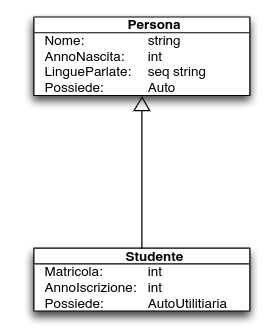 Persona
Nome: string
AnnoNascita: int
LingueParlate: seq string
Possiede: Auto
Studente
Matricola: int
AnnoIscrizione: int
Possiede: AutoUtilitiaria